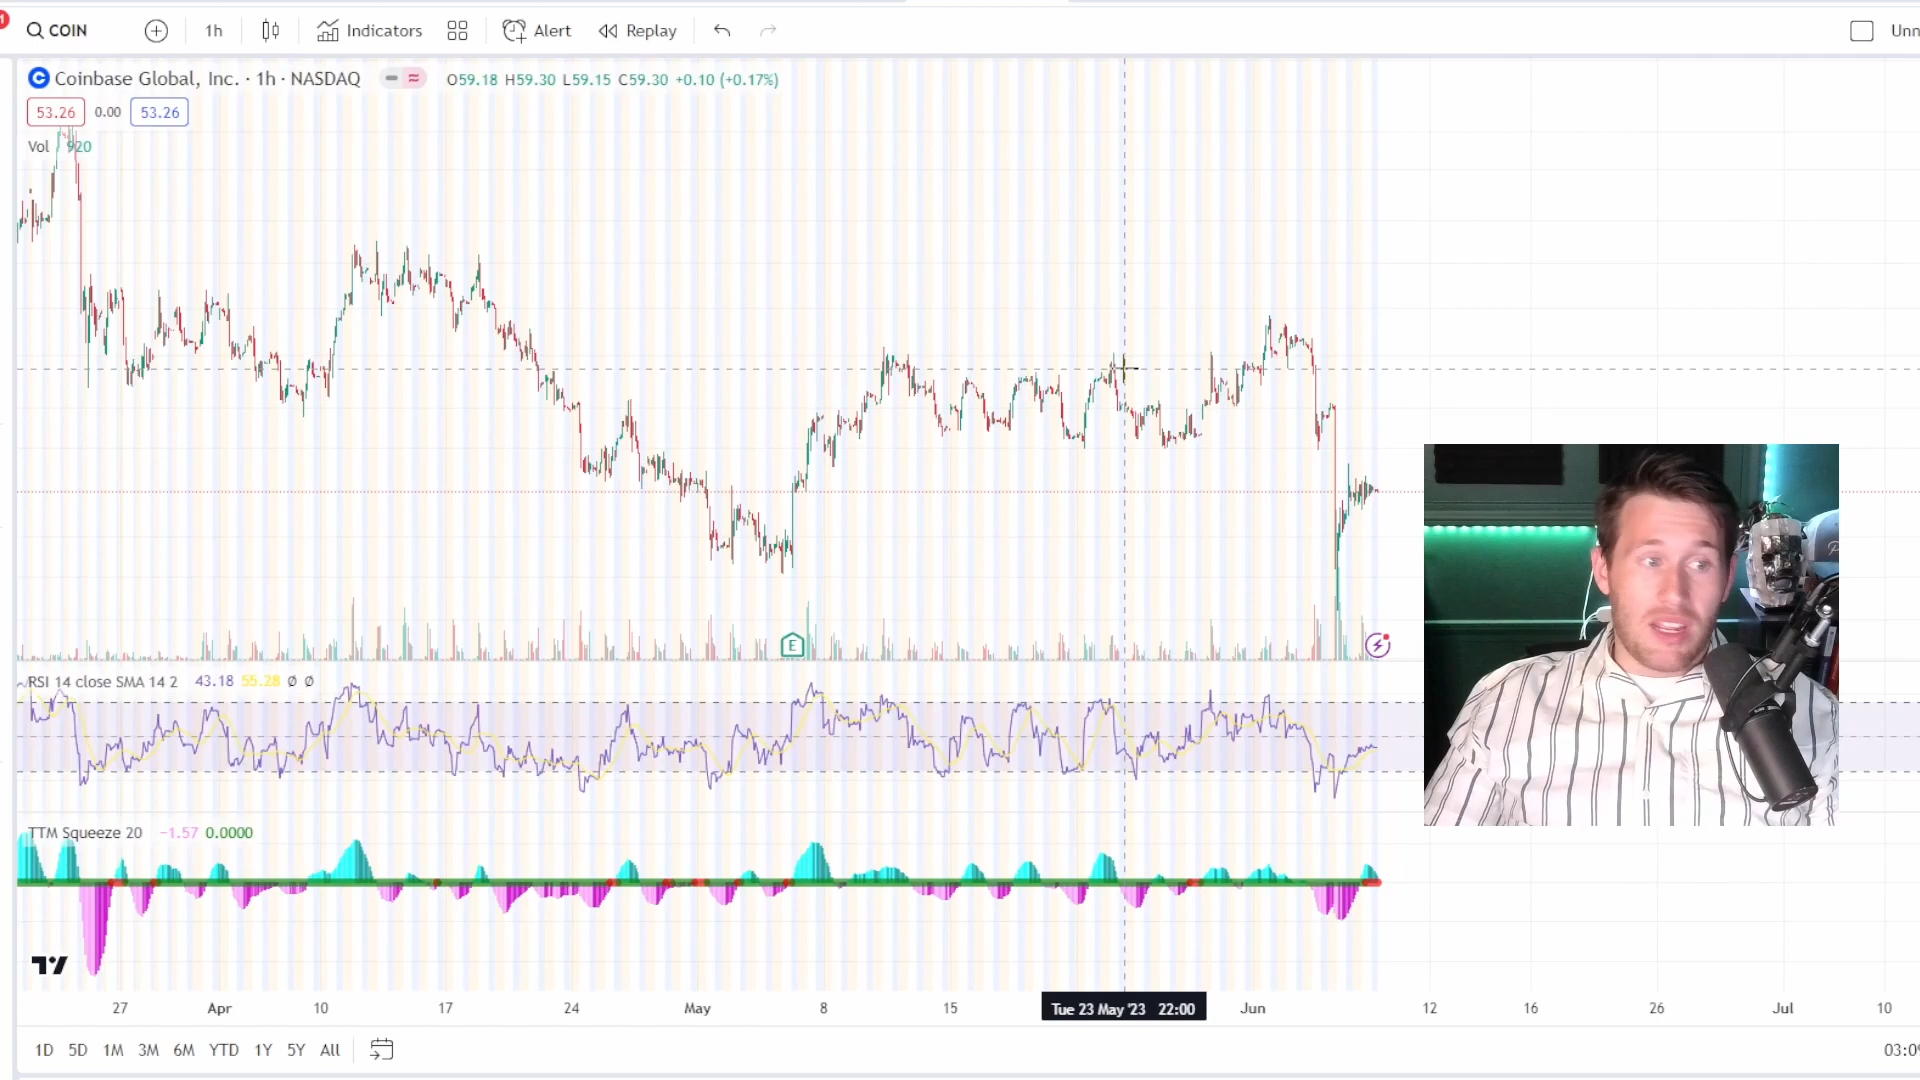 COIN 1h Indicators Alert Replay Unn
Coinbase Global, Inc. · 1h · NASDAQ O59.18 H59.30 L59.15 C59.30 +0.10 (+0.17%)
53.26 0.00 53.26
Vol 920
E
RSI 14 close SMA 14 2 43.18 55.28 Ø Ø
TTM Squeeze 20 −1.57 0.0000
27 Apr 10 17 24 May 8 15 Tue 23 May '23 22:00 Jun 12 16 26 Jul 10
1D 5D 1M 3M 6M YTD 1Y 5Y All 03:09